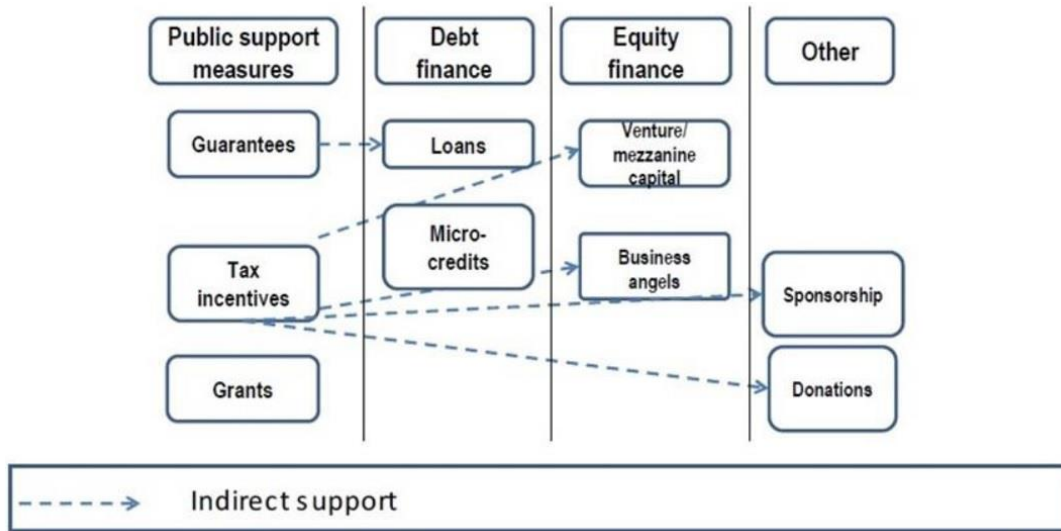 Public support
measures
Debt
finance
Equity
finance
Other
Guarantees
Loans
Venture/
mezzanine
capital
Tax
incentives
Micro-
credits
Business
angels
Sponsorship
Grants
Donations
Indirect support